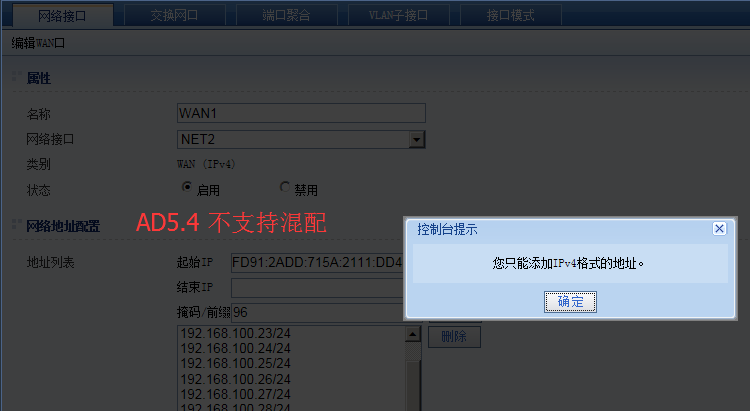 网络接口 交换网口 端口聚合 VLAN子接口 接口模式
编辑WAN口
属性
名称 WAN1
网络接口 NET2
类别 WAN (IPv4)
状态 启用 禁用
网络地址配置 AD5.4 不支持混配
控制台提示
您只能添加IPv4格式的地址。
确定
地址列表 起始IP FD91:2ADD:715A:2111:DD4
结束IP
掩码/前缀 96
192.168.100.23/24 删除
192.168.100.24/24
192.168.100.25/24
192.168.100.26/24
192.168.100.27/24
192.168.100.28/24